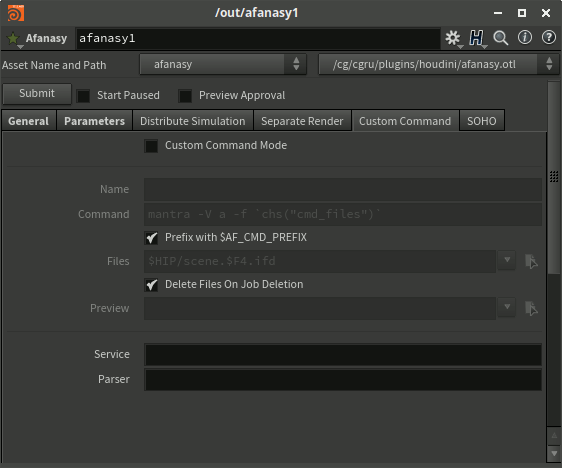 /out/afanasy1
Afanasy afanasy1
Asset Name and Path afanasy /cg/cgru/plugins/houdini/afanasy.otl
Submit Start Paused Preview Approval
General Parameters Distribute Simulation Separate Render Custom Command SOHO
Custom Command Mode
Name
Command mantra -V a -f `chs("cmd_files")`
Prefix with $AF_CMD_PREFIX
Files $HIP/scene.$F4.ifd
Delete Files On Job Deletion
Preview
Service
Parser